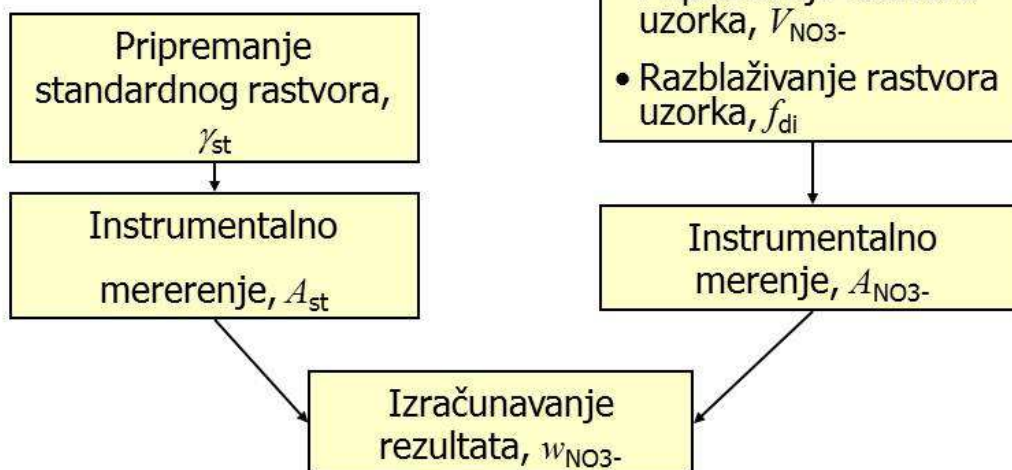 Pripremanje
standardnog rastvora,
γst
Instrumentalno
mererenje, Ast
uzorka, VNO3-
• Razblaživanje rastvora
uzorka, fdi
Instrumentalno
merenje, ANO3-
Izračunavanje
rezultata, wNO3-